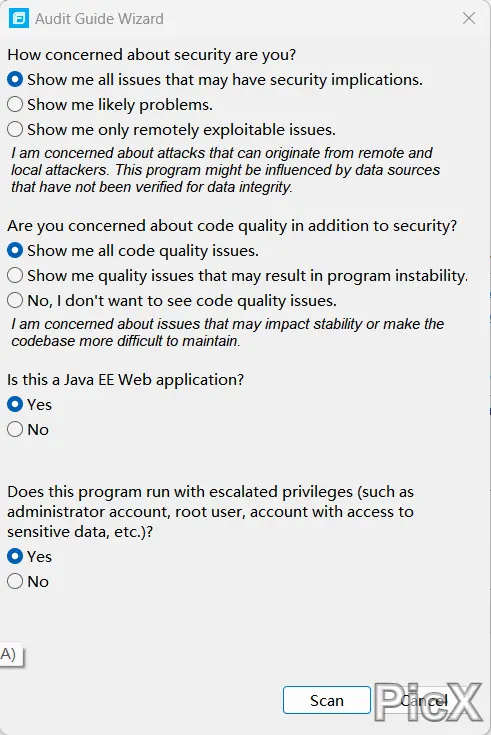 Audit Guide Wizard
How concerned about security are you?
Show me all issues that may have security implications.
Show me likely problems.
Show me only remotely exploitable issues.
I am concerned about attacks that can originate from remote and
local attackers. This program might be influenced by data sources
that have not been verified for data integrity.
Are you concerned about code quality in addition to security?
Show me all code quality issues.
Show me quality issues that may result in program instability.
No, I don't want to see code quality issues.
I am concerned about issues that may impact stability or make the
codebase more difficult to maintain.
Is this a Java EE Web application?
Yes
No
Does this program run with escalated privileges (such as
administrator account, root user, account with access to
sensitive data, etc.)?
Yes
No
A)
Scan
Cancel
PicX